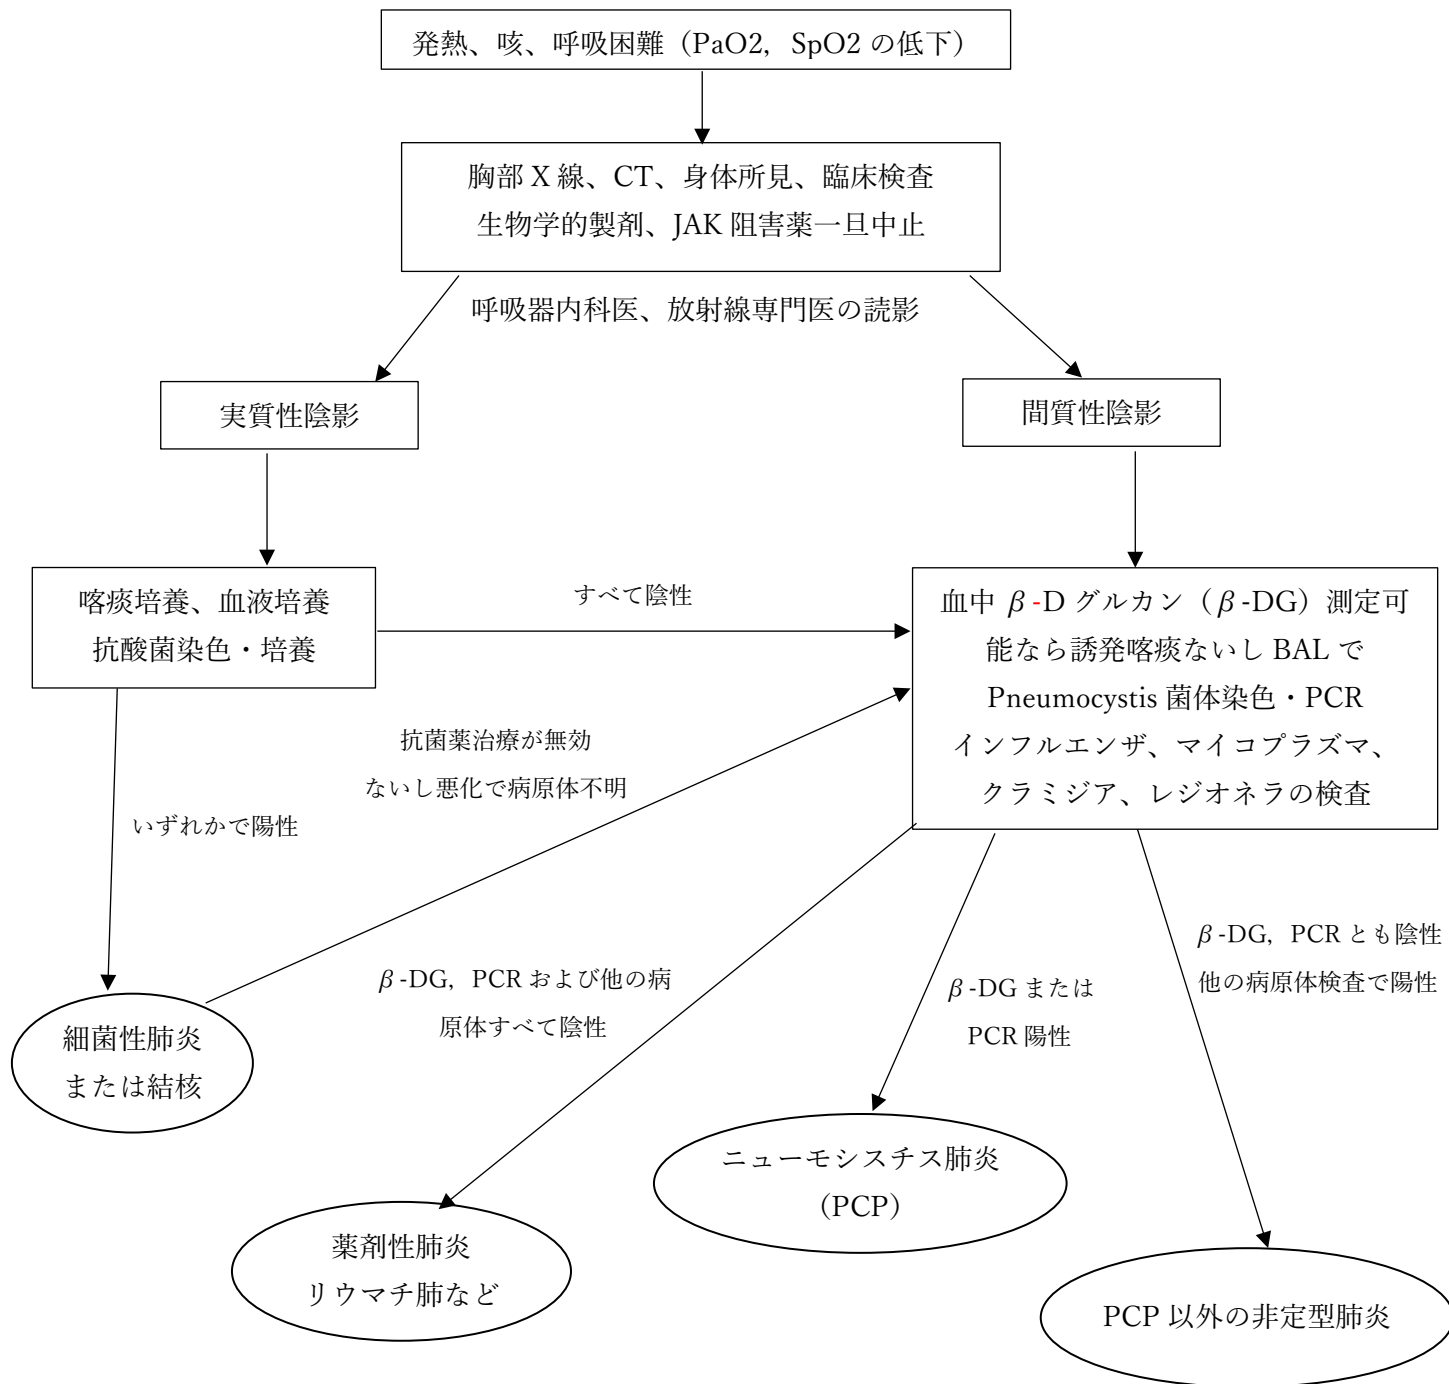 発熱、咳、呼吸困難（PaO2，SpO2 の低下）
胸部 X 線、CT、身体所見、臨床検査
生物学的製剤、JAK 阻害薬一旦中止
呼吸器内科医、放射線専門医の読影
実質性陰影
間質性陰影
喀痰培養、血液培養
抗酸菌染色・培養
すべて陰性
血中 β-D グルカン（β-DG）測定可
能なら誘発喀痰ないし BAL で
Pneumocystis 菌体染色・PCR
インフルエンザ、マイコプラズマ、
クラミジア、レジオネラの検査
抗菌薬治療が無効
ないし悪化で病原体不明
いずれかで陽性
β-DG，PCR および他の病
原体すべて陰性
β-DG または
PCR 陽性
β-DG，PCR とも陰性
他の病原体検査で陽性
細菌性肺炎
または結核
薬剤性肺炎
リウマチ肺など
ニューモシスチス肺炎
（PCP）
PCP 以外の非定型肺炎